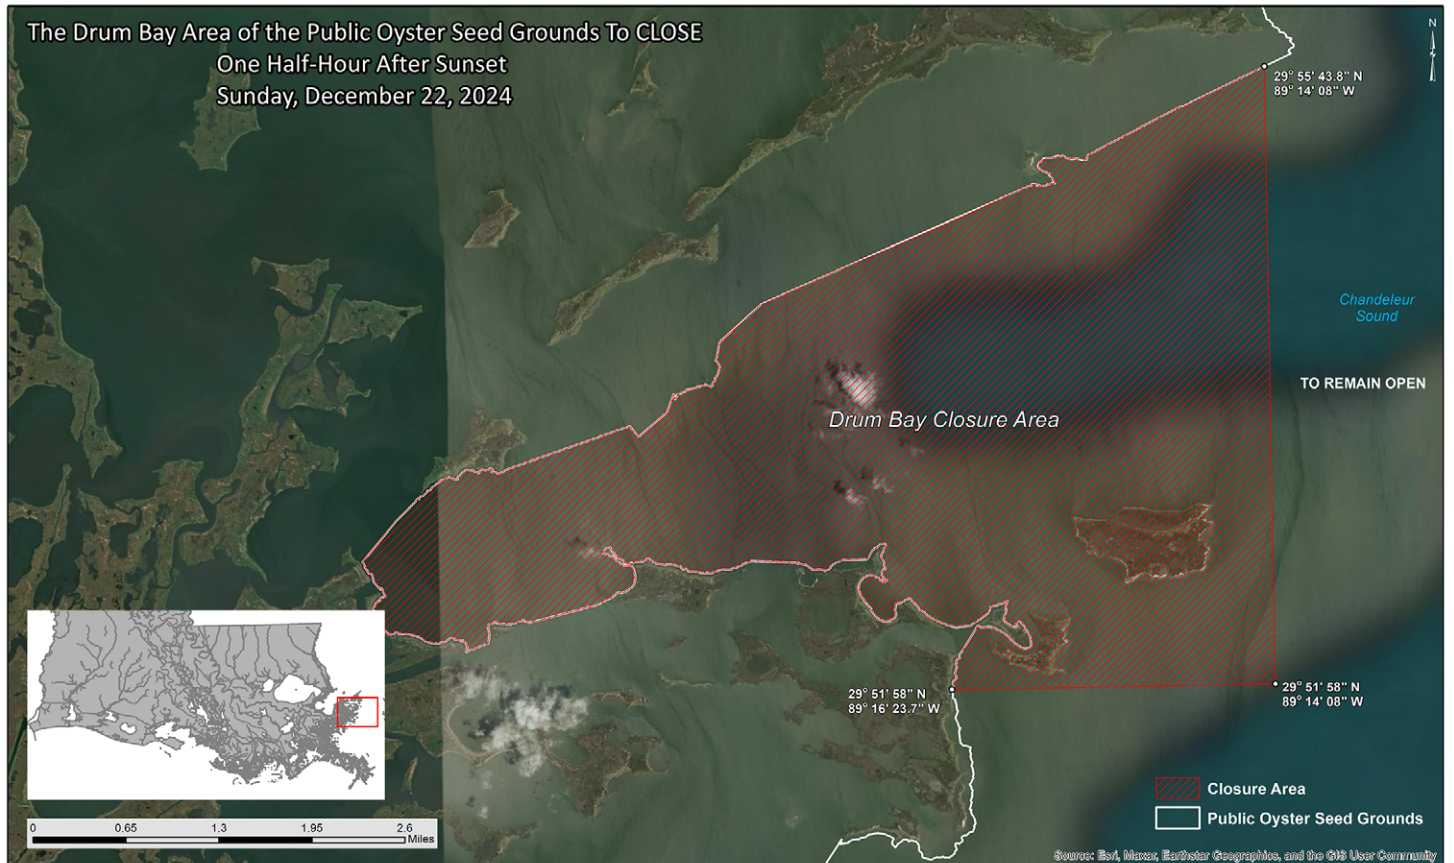 The Drum Bay Area of the Public Oyster Seed Grounds To CLOSE
One Half-Hour After Sunset
Sunday, December 22, 2024
N
29° 55' 43.8" N
89° 14' 08" W
Chandeleur
Sound
TO REMAIN OPEN
Drum Bay Closure Area
29° 51' 58" N
89° 16' 23.7" W
29° 51' 58" N
89° 14' 08" W
Closure Area
Public Oyster Seed Grounds
0 0.65 1.3 1.95 2.6
Miles
Source: Esri, Maxar, Earthstar Geographics, and the GIS User Community